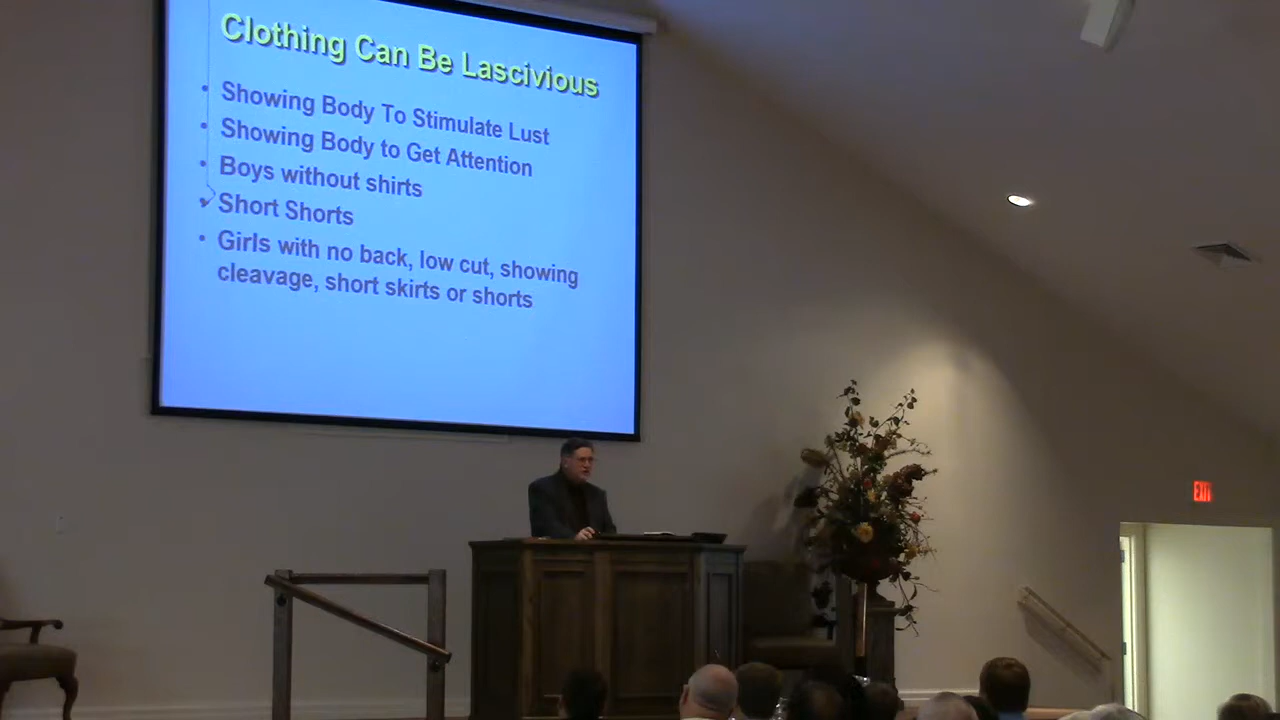 Clothing Can Be Lascivious
• Showing Body To Stimulate Lust
• Showing Body to Get Attention
• Boys without shirts
✓ Short Shorts
• Girls with no back, low cut, showing
cleavage, short skirts or shorts
EXIT